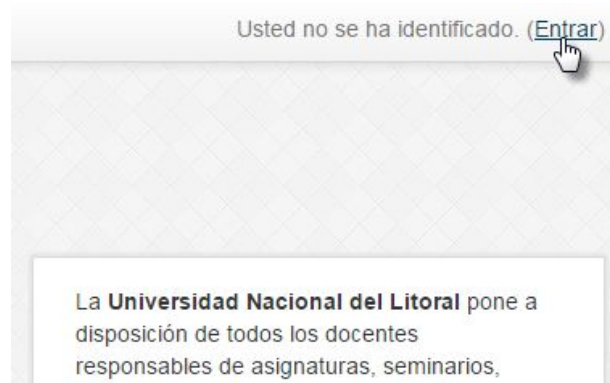 Usted no se ha identificado. (Entrar)
La Universidad Nacional del Litoral pone a
disposición de todos los docentes
responsables de asignaturas, seminarios,